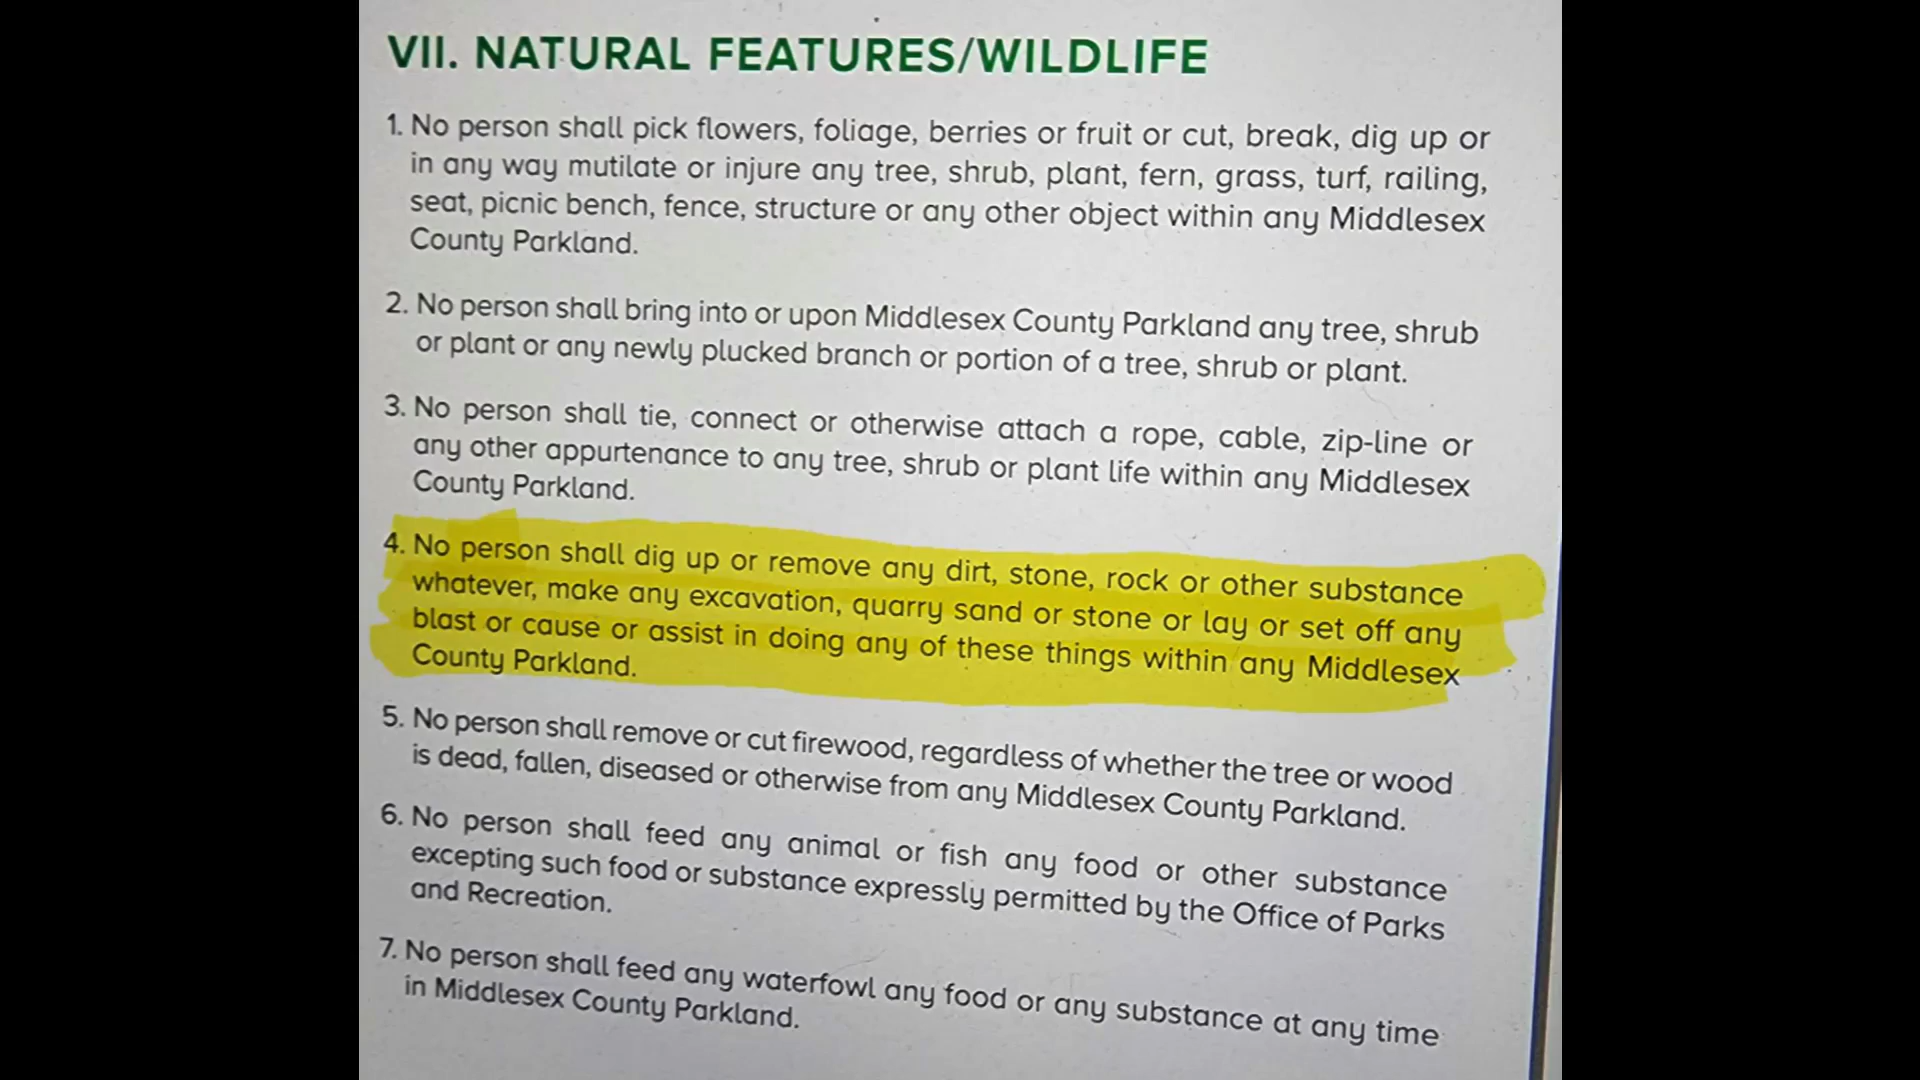 VII. NATURAL FEATURES/WILDLIFE
1. No person shall pick flowers, foliage, berries or fruit or cut, break, dig up or
in any way mutilate or injure any tree, shrub, plant, fern, grass, turf, railing,
seat, picnic bench, fence, structure or any other object within any Middlesex
County Parkland.
2. No person shall bring into or upon Middlesex County Parkland any tree, shrub
or plant or any newly plucked branch or portion of a tree, shrub or plant.
3. No person shall tie, connect or otherwise attach a rope, cable, zip-line or
any other appurtenance to any tree, shrub or plant life within any Middlesex
County Parkland.
4. No person shall dig up or remove any dirt, stone, rock or other substance
whatever, make any excavation, quarry sand or stone or lay or set off any
blast or cause or assist in doing any of these things within any Middlesex
County Parkland.
5. No person shall remove or cut firewood, regardless of whether the tree or wood
is dead, fallen, diseased or otherwise from any Middlesex County Parkland.
6. No person shall feed any animal or fish any food or other substance
excepting such food or substance expressly permitted by the Office of Parks
and Recreation.
7. No person shall feed any waterfowl any food or any substance at any time
in Middlesex County Parkland.